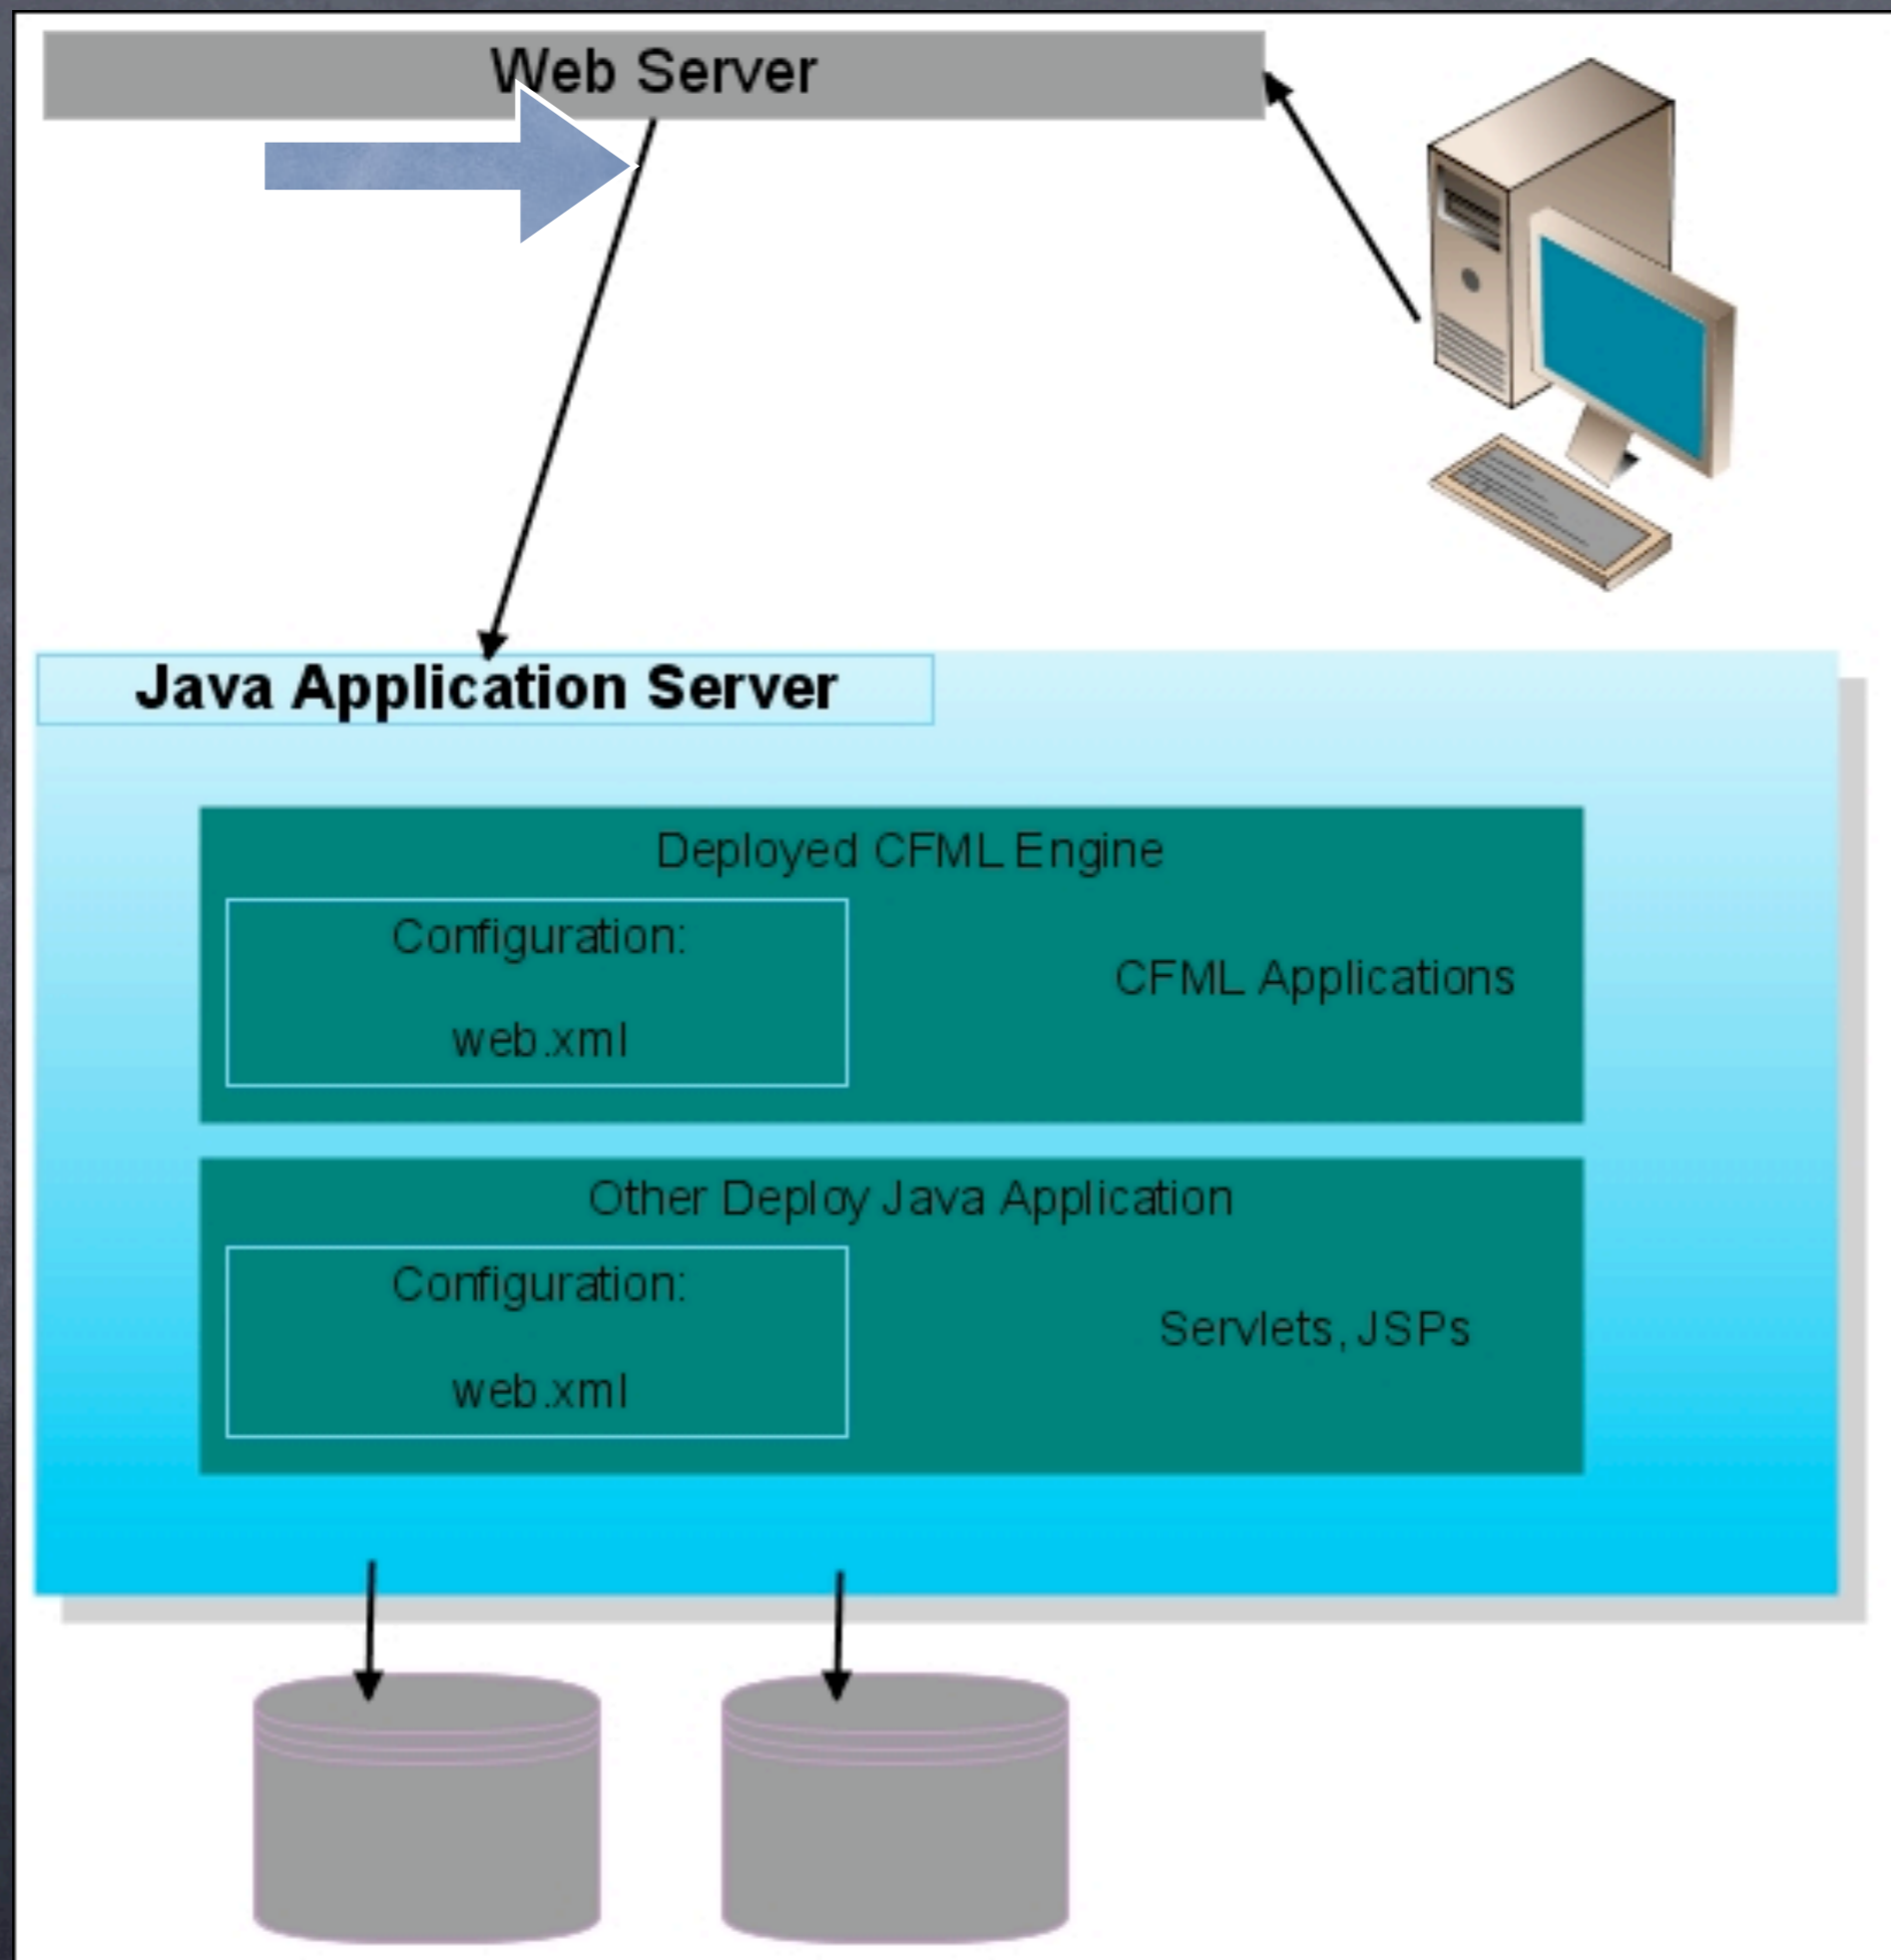 Web Server
Java Application Server
Deployed CFML Engine
Configuration:
web.xml
CFML Applications
Other Deploy Java Application
Configuration:
web.xml
Servlets, JSPs